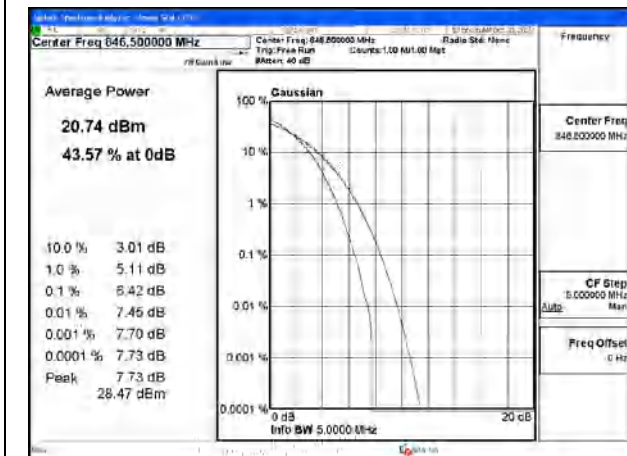 Center Freq 846.500000 MHz
Center Freq: 846.500000 MHz
Radio Std: None
Trig: Free Run
Counts: 1.00 M/1.00 Mpt
#Atten: 40 dB
Frequency
Average Power
20.74 dBm
43.57 % at 0dB
10.0 % 3.01 dB
1.0 % 5.11 dB
0.1 % 6.42 dB
0.01 % 7.45 dB
0.001 % 7.70 dB
0.0001 % 7.73 dB
Peak 7.73 dB
28.47 dBm
Gaussian
100 %
10 %
1 %
0.1 %
0.01 %
0.001 %
0.0001 %
0 dB
20 dB
Info BW 5.0000 MHz
Center Freq
846.500000 MHz
CF Step
5.000000 MHz
Auto Man
Freq Offset
0 Hz